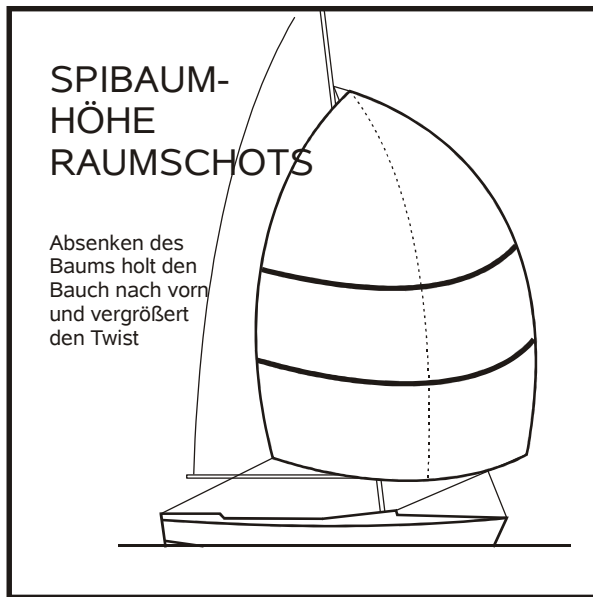 SPIBAUM-
HÖHE
RAUMSCHOTS
Absenken des
Baums holt den
Bauch nach vorn
und vergrößert
den Twist